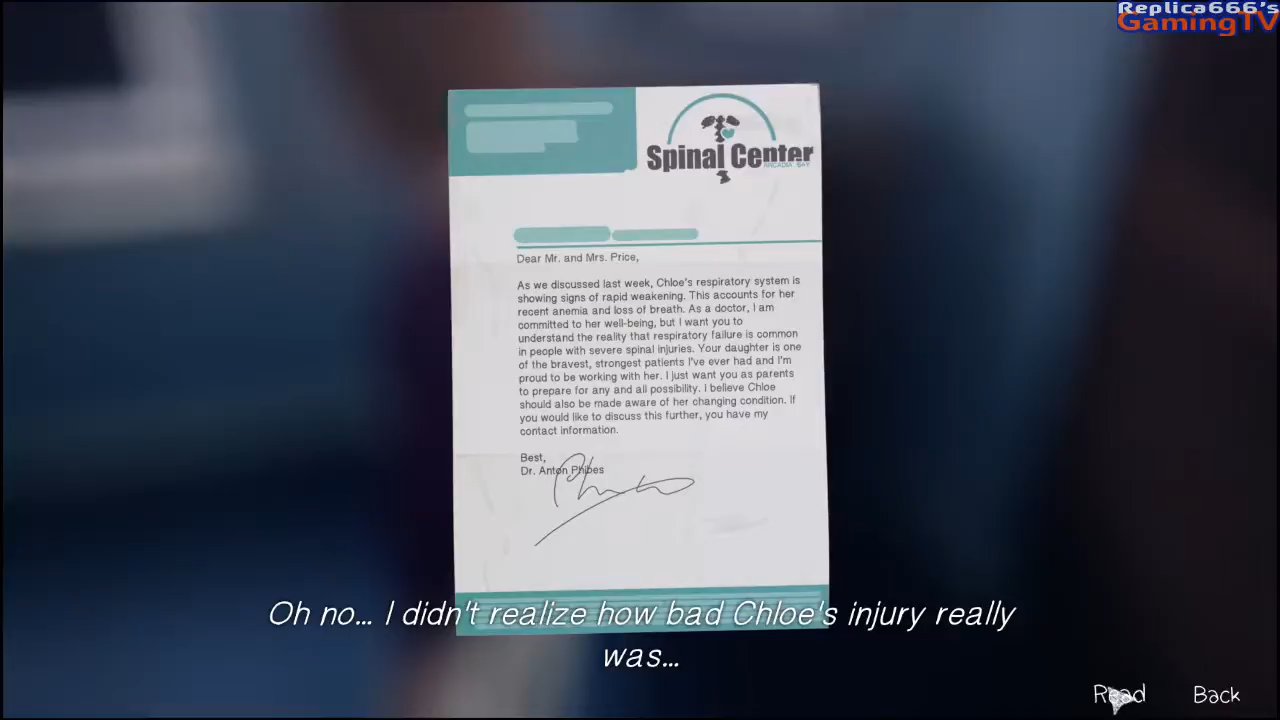 Replica666's
GamingTV
Spinal Center
ARCADIA BAY
Dear Mr. and Mrs. Price,
As we discussed last week, Chloe's respiratory system is
showing signs of rapid weakening. This accounts for her
recent anemia and loss of breath. As a doctor, I am
committed to her well-being, but I want you to
understand the reality that respiratory failure is common
in people with severe spinal injuries. Your daughter is one
of the bravest, strongest patients I've ever had and I'm
proud to be working with her. I just want you as parents
to prepare for any and all possibility. I believe Chloe
should also be made aware of her changing condition. If
you would like to discuss this further, you have my
contact information.
Best,
Dr. Anton Phibes
Oh no... I didn't realize how bad Chloe's injury really
was...
Read Back